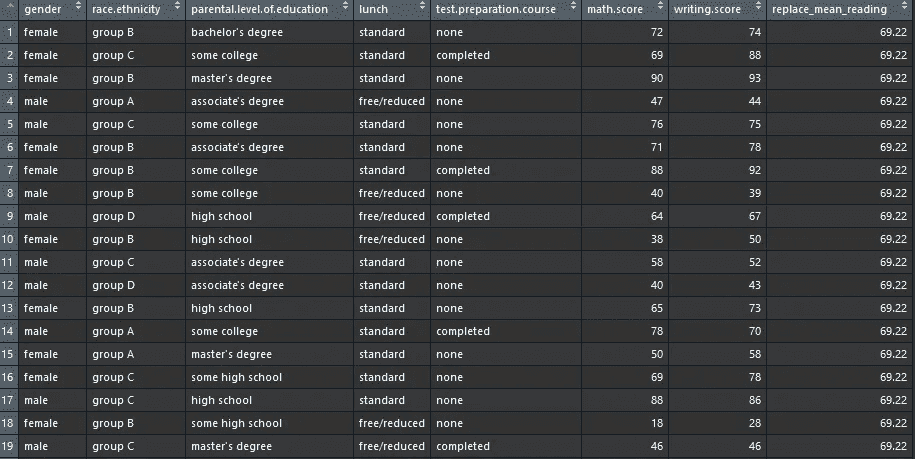 gender race.ethnicity parental.level.of.education lunch test.preparation.course math.score writing.score replace_mean_reading
1 female group B bachelor's degree standard none 72 74 69.22
2 female group C some college standard completed 69 88 69.22
3 female group B master's degree standard none 90 93 69.22
4 male group A associate's degree free/reduced none 47 44 69.22
5 male group C some college standard none 76 75 69.22
6 female group B associate's degree standard none 71 78 69.22
7 female group B some college standard completed 88 92 69.22
8 male group B some college free/reduced none 40 39 69.22
9 male group D high school free/reduced completed 64 67 69.22
10 female group B high school free/reduced none 38 50 69.22
11 male group C associate's degree standard none 58 52 69.22
12 male group D associate's degree standard none 40 43 69.22
13 female group B high school standard none 65 73 69.22
14 male group A some college standard completed 78 70 69.22
15 female group A master's degree standard none 50 58 69.22
16 female group C some high school standard none 69 78 69.22
17 male group C high school standard none 88 86 69.22
18 female group B some high school free/reduced none 18 28 69.22
19 male group C master's degree free/reduced completed 46 46 69.22